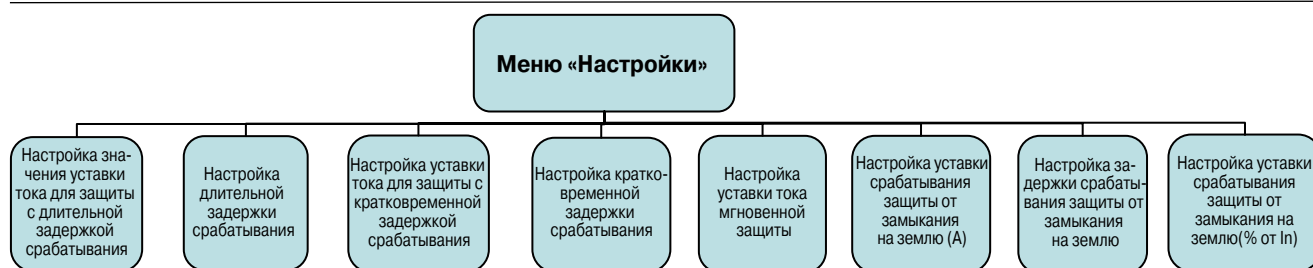 Меню «Настройки»
Настройка зна-
чения уставки
тока для защиты
с длительной
задержкой
срабатывания
Настройка
длительной
задержки
срабатывания
Настройка уставки
тока для защиты с
кратковременной
задержкой
срабатывания
Настройка кратко-
временной
задержки
срабатывания
Настройка
уставки тока
мгновенной
защиты
Настройка уставки
срабатывания
защиты от
замыкания
на землю (А)
Настройка за-
держки срабаты-
вания защиты от
замыкания
на землю
Настройка уставки
срабатывания
защиты от
замыкания на
землю(% от In)